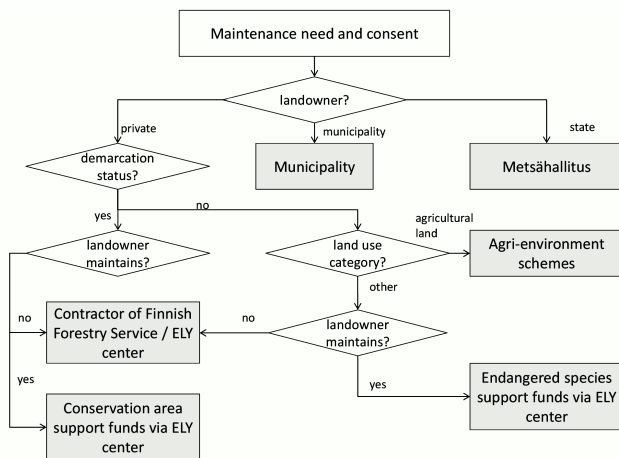 Maintenance need and consent
landowner?
private
municipality
state
demarcation
status?
Municipality
Metsähallitus
yes
no
agricultural
land
landowner
maintains?
land use
category?
Agri-environment
schemes
other
no
Contractor of Finnish
Forestry Service / ELY
center
no
landowner
maintains?
yes
yes
Conservation area
support funds via ELY
center
Endangered species
support funds via ELY
center